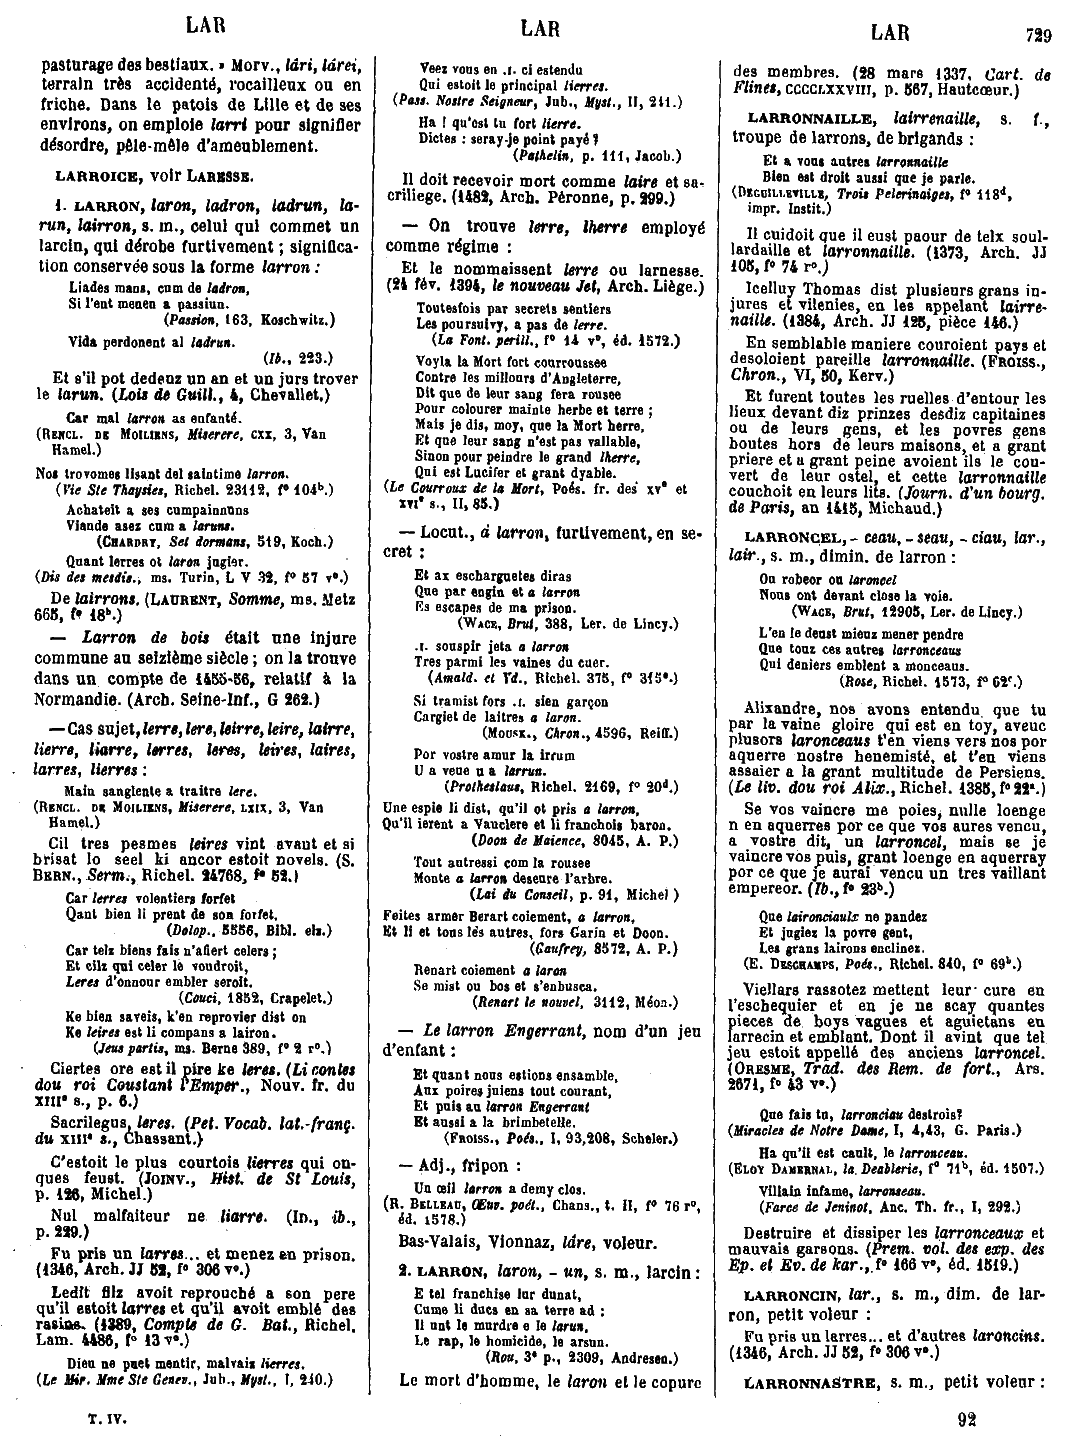 LAR
LAR
LAR
729
pasturage des bestiaux. » Morv., lâri, lârei,
terrain très accidenté, rocailleux ou en
friche. Dans le patois de Lille et de ses
environs, on emploie larri pour signifier
désordre, pêle-mêle d'ameublement.
LARROICE, voir LARESSE.
1. LARRON, laron, ladron, ladrun, la-
run, lairron, s. m., celui qui commet un
larcin, qui dérobe furtivement ; significa-
tion conservée sous la forme larron :
Liades mans, cum de ladron,
Si l'ent menen a passiun.
(Passion, 163, Koschwitz.)
Vida perdonent al ladrun.
(Ib., 223.)
Et s'il pot dedenz un an et un jurs trover
le larun. (Lois de Guill., 4, Chevallet.)
Car mal larron as enfanté.
(RENCL. DE MOILIENS, Miserere, CXX, 3, Van
Hamel.)
Nos trovomes lisant del saintime larron.
(Vie Ste Thaysies, Richel. 23112, f° 104ᵇ.)
Achateit a ses cumpainnuns
Viande asez cum a laruns.
(CHARDRY, Set dormans, 519, Koch.)
Quant lerres ot laron jugier.
(Dis des mesdis., ms. Turin, L V 32, f° 57 v°.)
De lairrons. (LAURENT, Somme, ms. Metz
665, f° 18ᵇ.)
— Larron de bois était une injure
commune au seizième siècle ; on la trouve
dans un compte de 1455-56, relatif à la
Normandie. (Arch. Seine-Inf., G 262.)
— Cas sujet, lerre, lere, leirre, leire, lairre,
lierre, liarre, lerres, leres, leires, laires,
larres, lierres :
Main sanglente a traitre lere.
(RENCL. DE MOILIENS, Miserere, LXIX, 3, Van
Hamel.)
Cil tres pesmes leires vint avaut et si
brisat lo seel ki ancor estoit novels. (S.
BERN., Serm., Richel. 24768, f° 52.)
Car lerres volentiers forfet
Qant bien li prent de son forfet.
(Dolop., 5556, Bibl. elz.)
Car telz biens fais n'afiert celers ;
Et cilz qui celer le voudroit,
Leres d'onnour embler seroit.
(Couci, 1852, Crapelet.)
Ke bien saveis, k'en reprovier dist on
Ke leires est li compans a lairon.
(Jeus partis, ms. Berne 389, f° 2 r°.)
Ciertes ore est il pire ke leres. (Li contes
dou roi Coustant l'Emper., Nouv. fr. du
XIIIᵉ s., p. 6.)
Sacrilegus, leres. (Pet. Vocab. lat.-franç.
du XIIIᵉ s., Chassant.)
C'estoit le plus courtois lierres qui on-
ques feust. (JOINV., Hist. de St Louis,
p. 126, Michel.)
Nul malfaiteur ne liarre. (ID., ib.,
p. 229.)
Fu pris un larres... et menez en prison.
(1346, Arch. JJ 52, f° 306 v°.)
Ledit filz avoit reprouché a son pere
qu'il estoit larres et qu'il avoit emblé des
rasins. (1389, Compte de G. Bat., Richel.
Lam. 4486, f° 13 v°.)
Dieu ne puet mentir, malvais lierres.
(Le Mir. Mme Ste Genev., Jub., Myst., I, 240.)
T. IV.
Veez vous en .I. ci estendu
Qui estoit le principal lierres.
(Pass. Nostre Seigneur, Jub., Myst., II, 241.)
Ha ! qu'est tu fort lierre.
Dictes : seray-je point payé ?
(Pathelin, p. 111, Jacob.)
Il doit recevoir mort comme laire et sa-
criliege. (1482, Arch. Péronne, p. 299.)
— On trouve lerre, lherre employé
comme régime :
Et le nommaissent lerre ou larnesse.
(24 fév. 1394, le nouveau Jet, Arch. Liège.)
Toutesfois par secrets sentiers
Les poursuivy, a pas de lerre.
(La Font. perill., f° 14 v°, éd. 1572.)
Voyla la Mort fort courroussee
Contre les millours d'Angleterre,
Dit que de leur sang fera rousee
Pour colourer mainte herbe et terre ;
Mais je dis, moy, que la Mort herre,
Et que leur sang n'est pas vallable,
Sinon pour peindre le grand lherre,
Qui est Lucifer et grant dyable.
(Le Courroux de la Mort, Poés. fr. des XVᵉ et
XVIᵉ s., II, 85.)
— Locut., à larron, furtivement, en se-
cret :
Et ax escharguetes diras
Que par engin et a larron
Es escapes de ma prison.
(WACE, Brut, 388, Ler. de Lincy.)
.I. souspir jeta a larron
Tres parmi les vaines du cuer.
(Amald. et Yd., Richel. 375, f° 315ᵃ.)
Si tramist fors .I. sien garçon
Cargiet de laitres a laron.
(MOUSK., Chron., 4596, Reiff.)
Por vostre amur la irrum
U a veue u a larrun.
(Protheslaus, Richel. 2169, f° 20ᵈ.)
Une espie li dist, qu'il ot pris a larron,
Qu'il ierent a Vauclere et li franchois baron.
(Doon de Maience, 8045, A. P.)
Tout autressi com la rousee
Monte a larron deseure l'arbre.
(Lai du Conseil, p. 91, Michel )
Feites armer Berart coiement, a larron,
Et li et tous lés autres, fors Garin et Doon.
(Gaufrey, 8572, A. P.)
Renart coiement a laron
Se mist ou bos et s'enbusca.
(Renart le nouvel, 3112, Méon.)
— Le larron Engerrant, nom d'un jeu
d'enfant :
Et quant nous estions ensamble,
Aux poires juiens tout courant,
Et puis au larron Engerrant
Et aussi a la brimbetelle.
(FROISS., Poés., I, 93,208, Scheler.)
— Adj., fripon :
Un œil larron a demy clos.
(R. BELLEAU, Œuv. poét., Chans., t. II, f° 76 r°,
éd. 1578.)
Bas-Valais, Vionnaz, ldre, voleur.
2. LARRON, laron, - un, s. m., larcin :
E tel franchise lur dunat,
Cume li dues en sa terre ad ;
Il unt le murdre e le larun,
Le rap, le homicide, le arsun.
(Rou, 3ᵉ p., 2309, Andresen.)
Le mort d'homme, le laron et le copure
des membres. (28 mars 1337, Cart. de
Flines, CCCCLXXVIII, p. 567, Hautcœur.)
LARRONNAILLE, lairrenaille, s. f.,
troupe de larrons, de brigands :
Et a vous autres larronnaille
Bien est droit aussi que je parle.
(DEGUILLEVILLE, Trois Pelerinaiges, f° 118ᵈ,
impr. Instit.)
Il cuidoit que il eust paour de telx soul-
lardaille et larronnaille. (1373, Arch. JJ
105, f° 74 r°.)
Icelluy Thomas dist plusieurs grans in-
jures et vilenies, en les appelant lairre-
naille. (1384, Arch. JJ 125, pièce 146.)
En semblable maniere couroient pays et
desoloient pareille larronnaille. (FROISS.,
Chron., VI, 50, Kerv.)
Et furent toutes les ruelles d'entour les
lieux devant diz prinzes desdiz capitaines
ou de leurs gens, et les povres gens
boutes hors de leurs maisons, et a grant
priere et a grant peine avoient ils le cou-
vert de leur ostel, et cette larronnaille
couchoit en leurs lits. (Journ. d'un bourg.
de Paris, an 1415, Michaud.)
LARRONCEL, - ceau, - seau, - ciau, lar.,
lair., s. m., dimin. de larron :
Ou robeor ou laroncel
Nous ont devant close la voie.
(WACE, Brut, 12905, Ler. de Lincy.)
L'en le deust mieuz mener pendre
Que touz ces autres larronceaus
Qui deniers emblent a monceaus.
(Rose, Richel. 1573, f° 62ᶜ.)
Alixandre, nos avons entendu que tu
par la vaine gloire qui est en toy, aveuc
plusors laronceaus t'en viens vers nos por
aquerre nostre henemisté, et t'en viens
assaier a la grant multitude de Persiens.
(Le liv. dou roi Alix., Richel. 1385, f° 22ᵃ.)
Se vos vaincre me poies, nulle loenge
n en aquerres por ce que vos aures vencu,
a vostre dit, un larroncel, mais se je
vaincre vos puis, grant loenge en aquerray
por ce que je aurai vencu un tres vaillant
empereor. (Ib., f° 23ᵇ.)
Que laironciaulx ne pandez
Et jugiez la povre gent,
Les grans lairons enclinez.
(E. DESCHAMPS, Poés., Richel. 840, f° 69ᵇ.)
Viellars rassotez mettent leur cure en
l'eschequier et en je ne scay quantes
pieces de boys vagues et aguietans en
larrecin et emblant. Dont il avint que tel
jeu estoit appellé des anciens larroncel.
(ORESME, Trad. des Rem. de fort., Ars.
2671, f° 43 v°.)
Que fais tu, larronciau destrois?
(Miracles de Notre Dame, I, 4,43, G. Paris.)
Ha qu'il est cault, le larronceau.
(ELOY DAMERNAL, la Deablerie, f° 71ᵇ, éd. 1507.)
Villain infame, larronseau.
(Farce de Jeninot, Anc. Th. fr., I, 292.)
Destruire et dissiper les larronceaux et
mauvais garsons. (Prem. vol. des exp. des
Ep. et Ev. de kar., f° 166 v°, éd. 1519.)
LARRONCIN, lar., s. m., dim. de lar-
ron, petit voleur :
Fu pris un larres... et d'autres laroncins.
(1346, Arch. JJ 52, f° 306 v°.)
LARRONNASTRE, s. m., petit voleur :
92